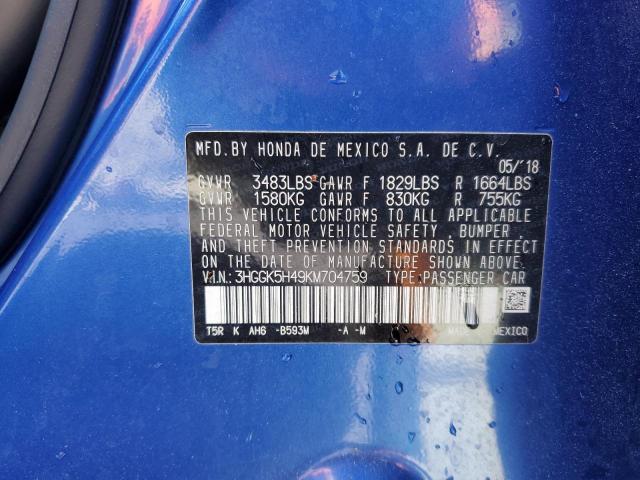 MFD.BY HONDA DE MEXICO S.A. DE C.V.
05/'18
GVWR 3483LBS GAWR F 1829LBS R 1664LBS
GVWR 1580KG GAWR F 830KG R 755KG
THIS VEHICLE CONFORMS TO ALL APPLICABLE
FEDERAL MOTOR VEHICLE SAFETY, BUMPER
AND THEFT PREVENTION STANDARDS IN EFFECT
ON THE DATE OF MANUFACTURE SHOWN ABOVE.
V.I.N.: 3HGGK5H49KM704759 TYPE:PASSENGER CAR
T5R K AH6 -B593M -A-M MEXICO